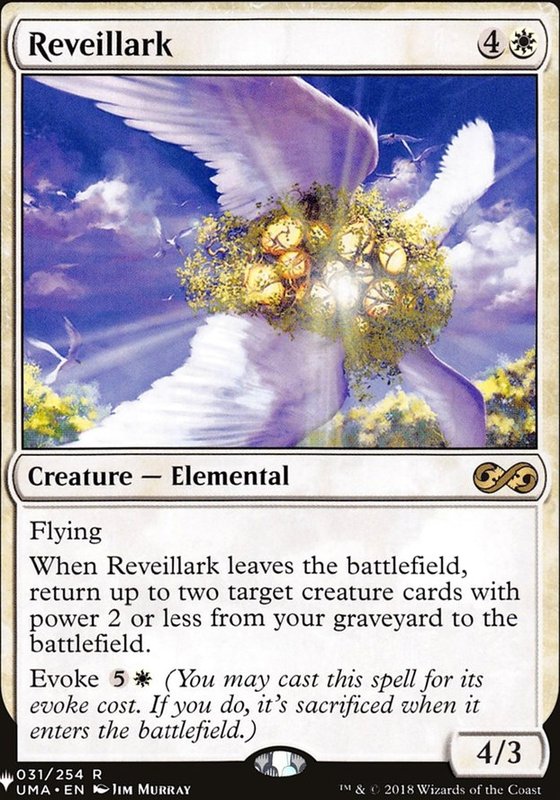 Reveillark 4
Creature — Elemental
Flying
When Reveillark leaves the battlefield,
return up to two target creature cards with
power 2 or less from your graveyard to the
battlefield.
Evoke 5 (You may cast this spell for its
evoke cost. If you do, it's sacrificed when it
enters the battlefield.)
4/3
031/254 R
UMA • EN Jim Murray
™ & © 2018 Wizards of the Coast